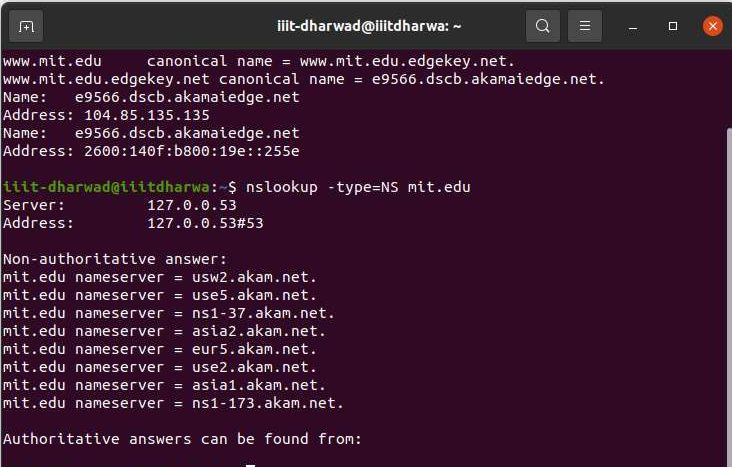 iiit-dharwad@iiitdharwa: ~
www.mit.edu     canonical name = www.mit.edu.edgekey.net.
www.mit.edu.edgekey.net canonical name = e9566.dscb.akamaiedge.net.
Name:   e9566.dscb.akamaiedge.net
Address: 104.85.135.135
Name:   e9566.dscb.akamaiedge.net
Address: 2600:140f:b800:19e::255e
iiit-dharwad@iiitdharwa:~$ nslookup -type=NS mit.edu
Server:         127.0.0.53
Address:        127.0.0.53#53
Non-authoritative answer:
mit.edu nameserver = usw2.akam.net.
mit.edu nameserver = use5.akam.net.
mit.edu nameserver = ns1-37.akam.net.
mit.edu nameserver = asia2.akam.net.
mit.edu nameserver = eur5.akam.net.
mit.edu nameserver = use2.akam.net.
mit.edu nameserver = asia1.akam.net.
mit.edu nameserver = ns1-173.akam.net.
Authoritative answers can be found from: